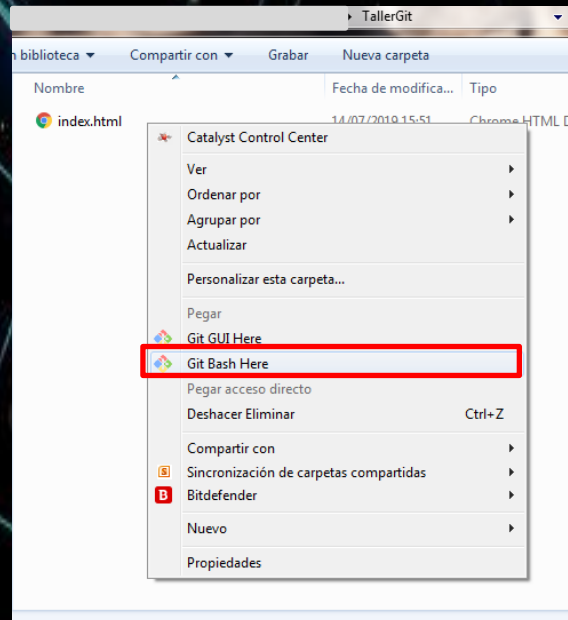 TallerGit
n biblioteca Compartir con Grabar Nueva carpeta
Nombre Fecha de modifica... Tipo
index.html 14/07/2019 15:51 Chrome HTML D
Catalyst Control Center
Ver
Ordenar por
Agrupar por
Actualizar
Personalizar esta carpeta...
Pegar
Git GUI Here
Git Bash Here
Pegar acceso directo
Deshacer Eliminar Ctrl+Z
Compartir con
Sincronización de carpetas compartidas
Bitdefender
Nuevo
Propiedades